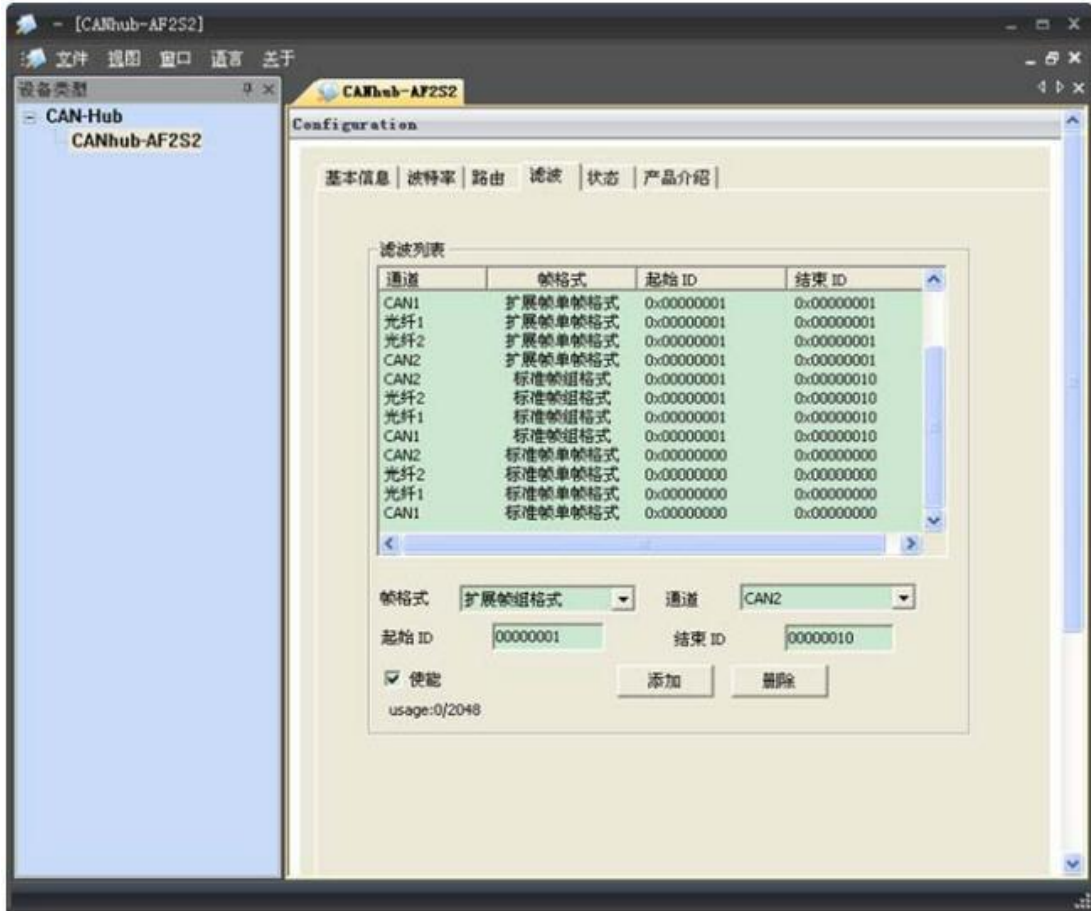 - [CANhub-AF2S2]
文件 视图 窗口 语言 关于
设备类型
CANhub-AF2S2
CAN-Hub
CANhub-AF2S2
Configuration
基本信息 波特率 路由 滤波 状态 产品介绍
滤波列表
通道 帧格式 起始 ID 结束 ID
CAN1 扩展帧单帧格式 0x00000001 0x00000001
光纤1 扩展帧单帧格式 0x00000001 0x00000001
光纤2 扩展帧单帧格式 0x00000001 0x00000001
CAN2 扩展帧单帧格式 0x00000001 0x00000001
CAN2 标准帧组格式 0x00000001 0x00000010
光纤2 标准帧组格式 0x00000001 0x00000010
光纤1 标准帧组格式 0x00000001 0x00000010
CAN1 标准帧组格式 0x00000001 0x00000010
CAN2 标准帧单帧格式 0x00000000 0x00000000
光纤2 标准帧单帧格式 0x00000000 0x00000000
光纤1 标准帧单帧格式 0x00000000 0x00000000
CAN1 标准帧单帧格式 0x00000000 0x00000000
帧格式 扩展帧组格式 通道 CAN2
起始 ID 00000001 结束 ID 00000010
使能 添加 删除
usage:0/2048